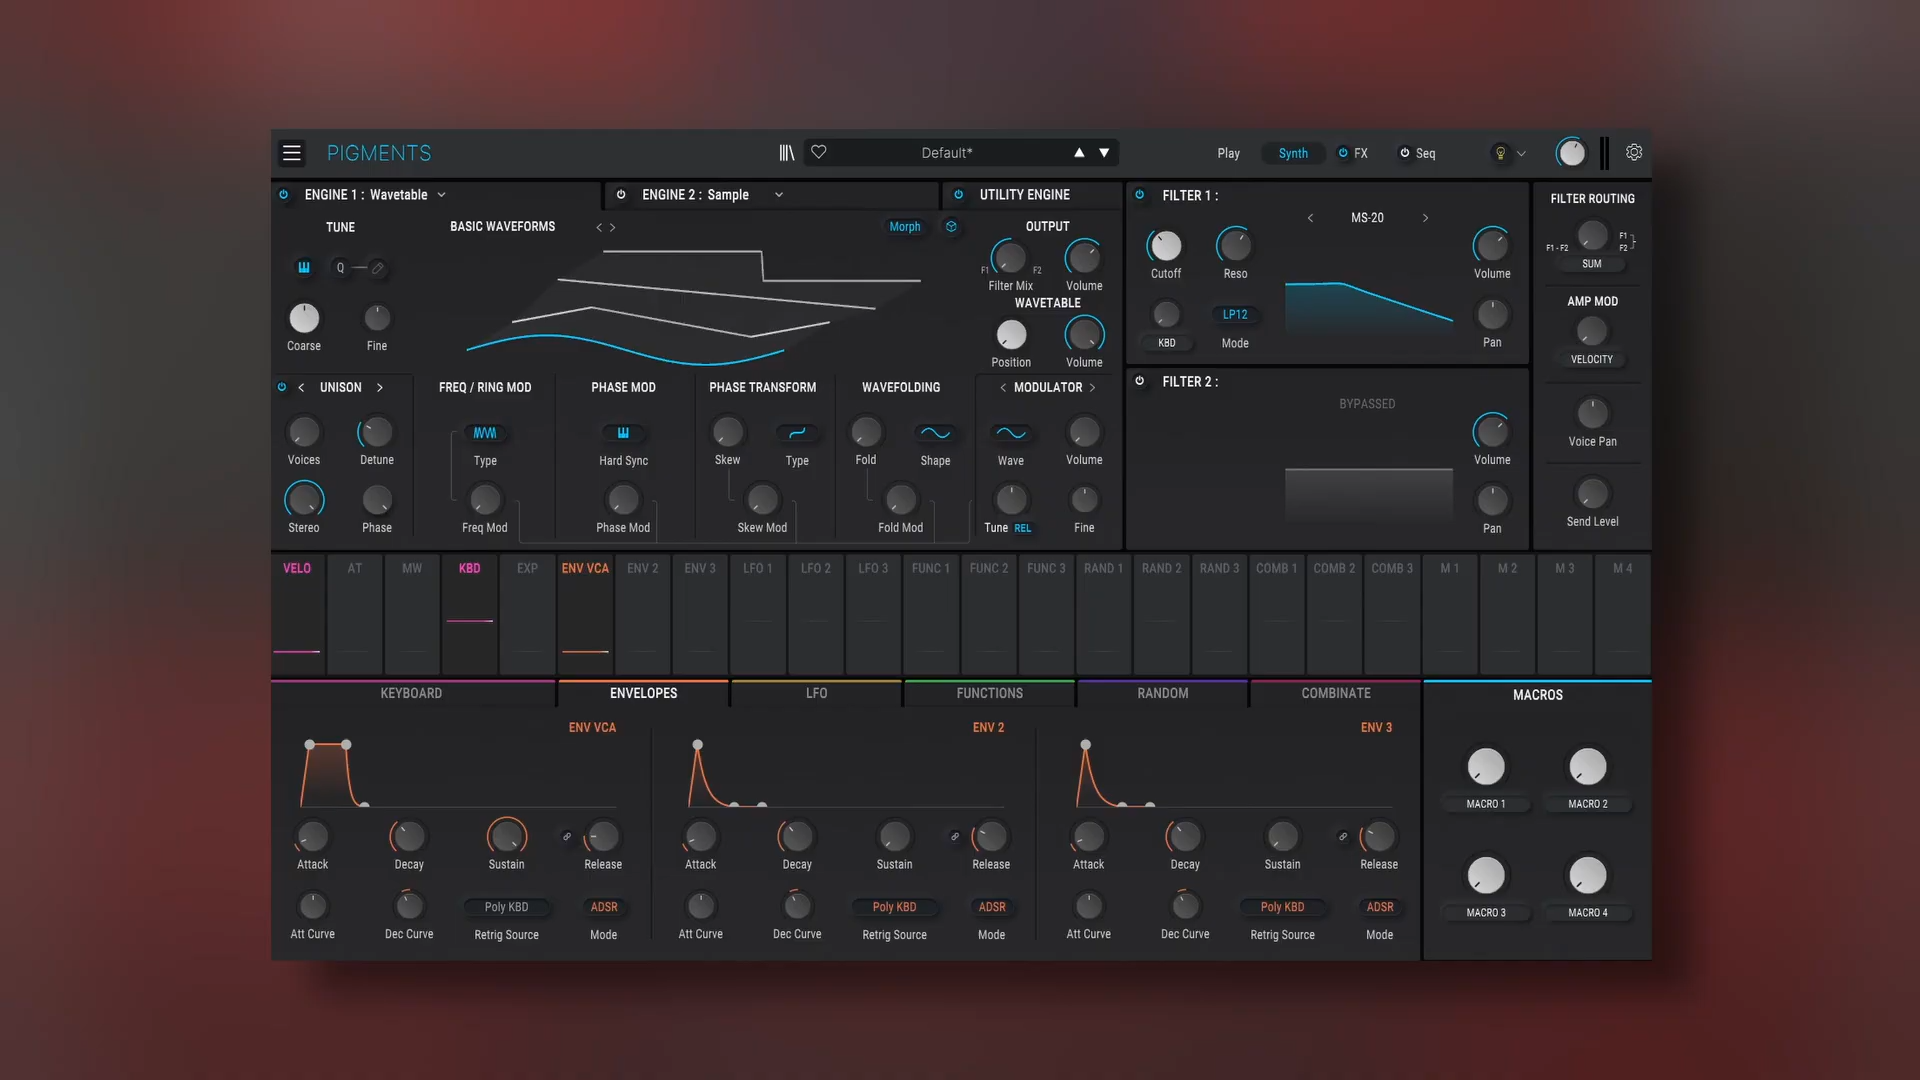 PIGMENTS
Default*
Play Synth FX Seq
ENGINE 1 : Wavetable
ENGINE 2 : Sample
UTILITY ENGINE
TUNE
Q
Coarse Fine
BASIC WAVEFORMS
Morph
OUTPUT
F1 F2
Filter Mix Volume
WAVETABLE
Position Volume
UNISON
Voices Detune
Stereo Phase
FREQ / RING MOD
Type
Freq Mod
PHASE MOD
Hard Sync
Phase Mod
PHASE TRANSFORM
Skew Type
Skew Mod
WAVEFOLDING
Fold Shape
Fold Mod
MODULATOR
Wave Volume
Tune REL Fine
FILTER 1 :
MS-20
Cutoff Reso Volume
LP12
KBD Mode Pan
FILTER 2 :
BYPASSED
Volume
Pan
FILTER ROUTING
F1 - F2 F1 F2
SUM
AMP MOD
VELOCITY
Voice Pan
Send Level
VELO AT MW KBD EXP ENV VCA ENV 2 ENV 3 LFO 1 LFO 2 LFO 3 FUNC 1 FUNC 2 FUNC 3 RAND 1 RAND 2 RAND 3 COMB 1 COMB 2 COMB 3 M 1 M 2 M 3 M 4
KEYBOARD ENVELOPES LFO FUNCTIONS RANDOM COMBINATE MACROS
ENV VCA
Attack Decay Sustain Release
Poly KBD ADSR
Att Curve Dec Curve Retrig Source Mode
ENV 2
Attack Decay Sustain Release
Poly KBD ADSR
Att Curve Dec Curve Retrig Source Mode
ENV 3
Attack Decay Sustain Release
Poly KBD ADSR
Att Curve Dec Curve Retrig Source Mode
MACRO 1 MACRO 2
MACRO 3 MACRO 4